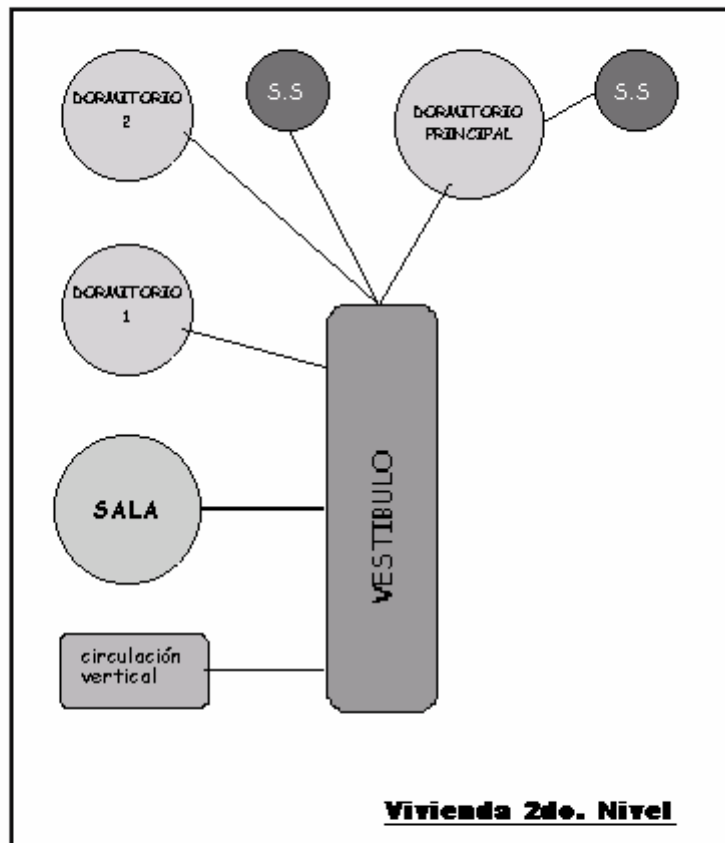 DORMITORIO
2
S.S
DORMITORIO
PRINCIPAL
S.S
DORMITORIO
1
SALA
VESTIBULO
circulación
vertical
Vivienda 2do. Nivel